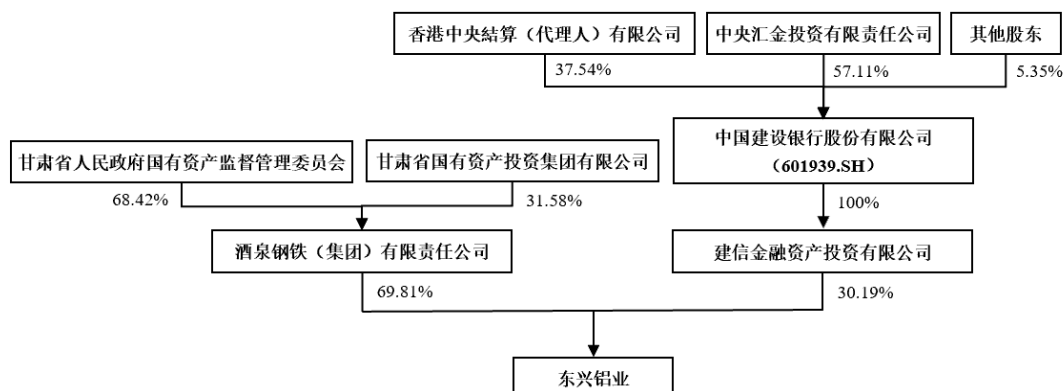 香港中央結算（代理人）有限公司
中央汇金投资有限责任公司
其他股东
37.54%
57.11%
5.35%
中国建设银行股份有限公司
（601939.SH）
甘肃省人民政府国有资产监督管理委员会
甘肃省国有资产投资集团有限公司
68.42%
31.58%
100%
酒泉钢铁（集团）有限责任公司
建信金融资产投资有限公司
69.81%
30.19%
东兴铝业